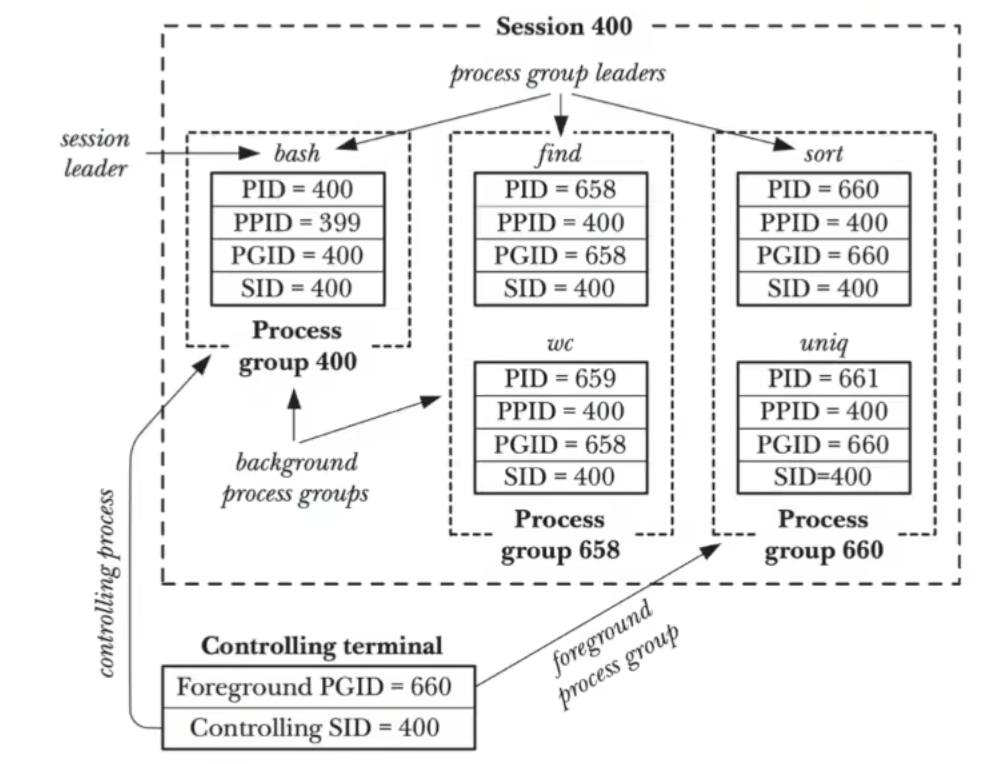 Session 400
process group leaders
session
leader
bash
PID = 400
PPID = 399
PGID = 400
SID = 400
Process
group 400
find
PID = 658
PPID = 400
PGID = 658
SID = 400
wc
PID = 659
PPID = 400
PGID = 658
SID = 400
Process
group 658
sort
PID = 660
PPID = 400
PGID = 660
SID = 400
uniq
PID = 661
PPID = 400
PGID = 660
SID=400
Process
group 660
background
process groups
controlling process
foreground
process group
Controlling terminal
Foreground PGID = 660
Controlling SID = 400